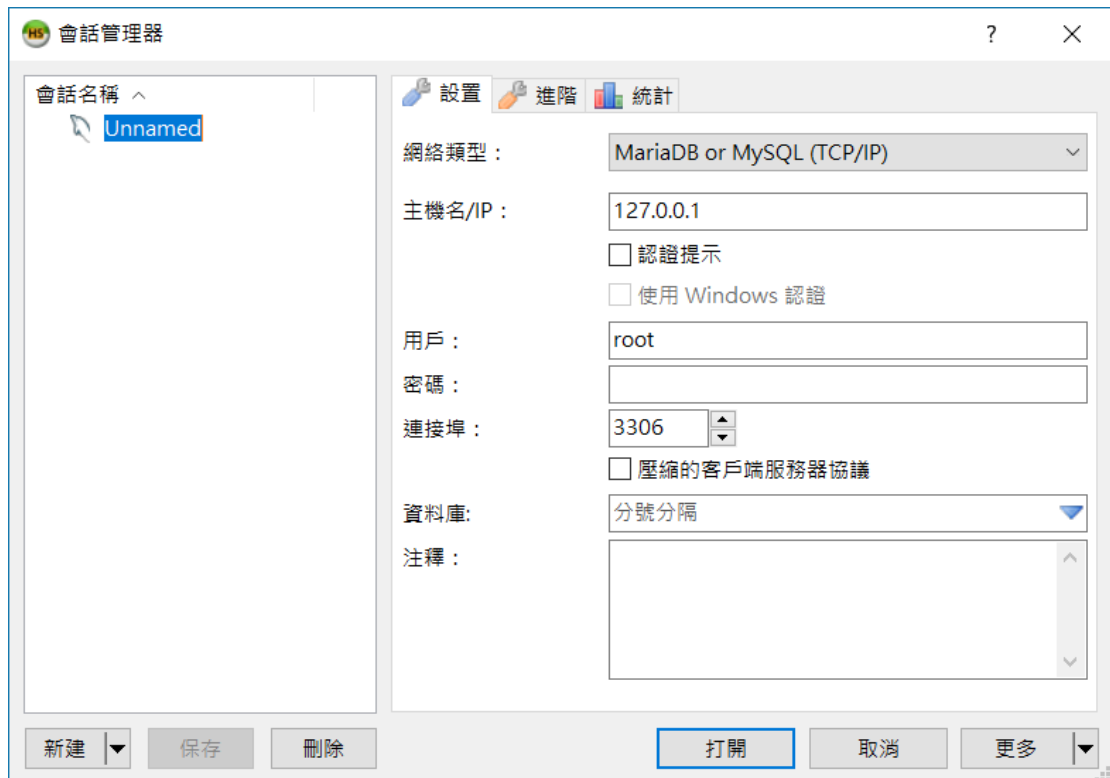 HS 會話管理器 ?
會話名稱
Unnamed
設置 進階 統計
網絡類型： MariaDB or MySQL (TCP/IP)
主機名/IP： 127.0.0.1
認證提示
使用 Windows 認證
用戶： root
密碼：
連接埠： 3306
壓縮的客戶端服務器協議
資料庫: 分號分隔
注釋：
新建 保存 刪除 打開 取消 更多